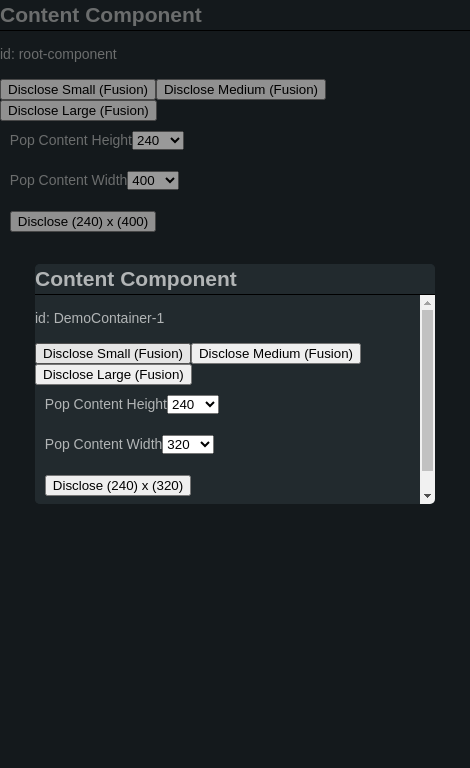 Content Component
id: root-component
Disclose Small (Fusion) Disclose Medium (Fusion)
Disclose Large (Fusion)
Pop Content Height 240
Pop Content Width 400
Disclose (240) x (400)
Content Component
id: DemoContainer-1
Disclose Small (Fusion) Disclose Medium (Fusion)
Disclose Large (Fusion)
Pop Content Height 240
Pop Content Width 320
Disclose (240) x (320)